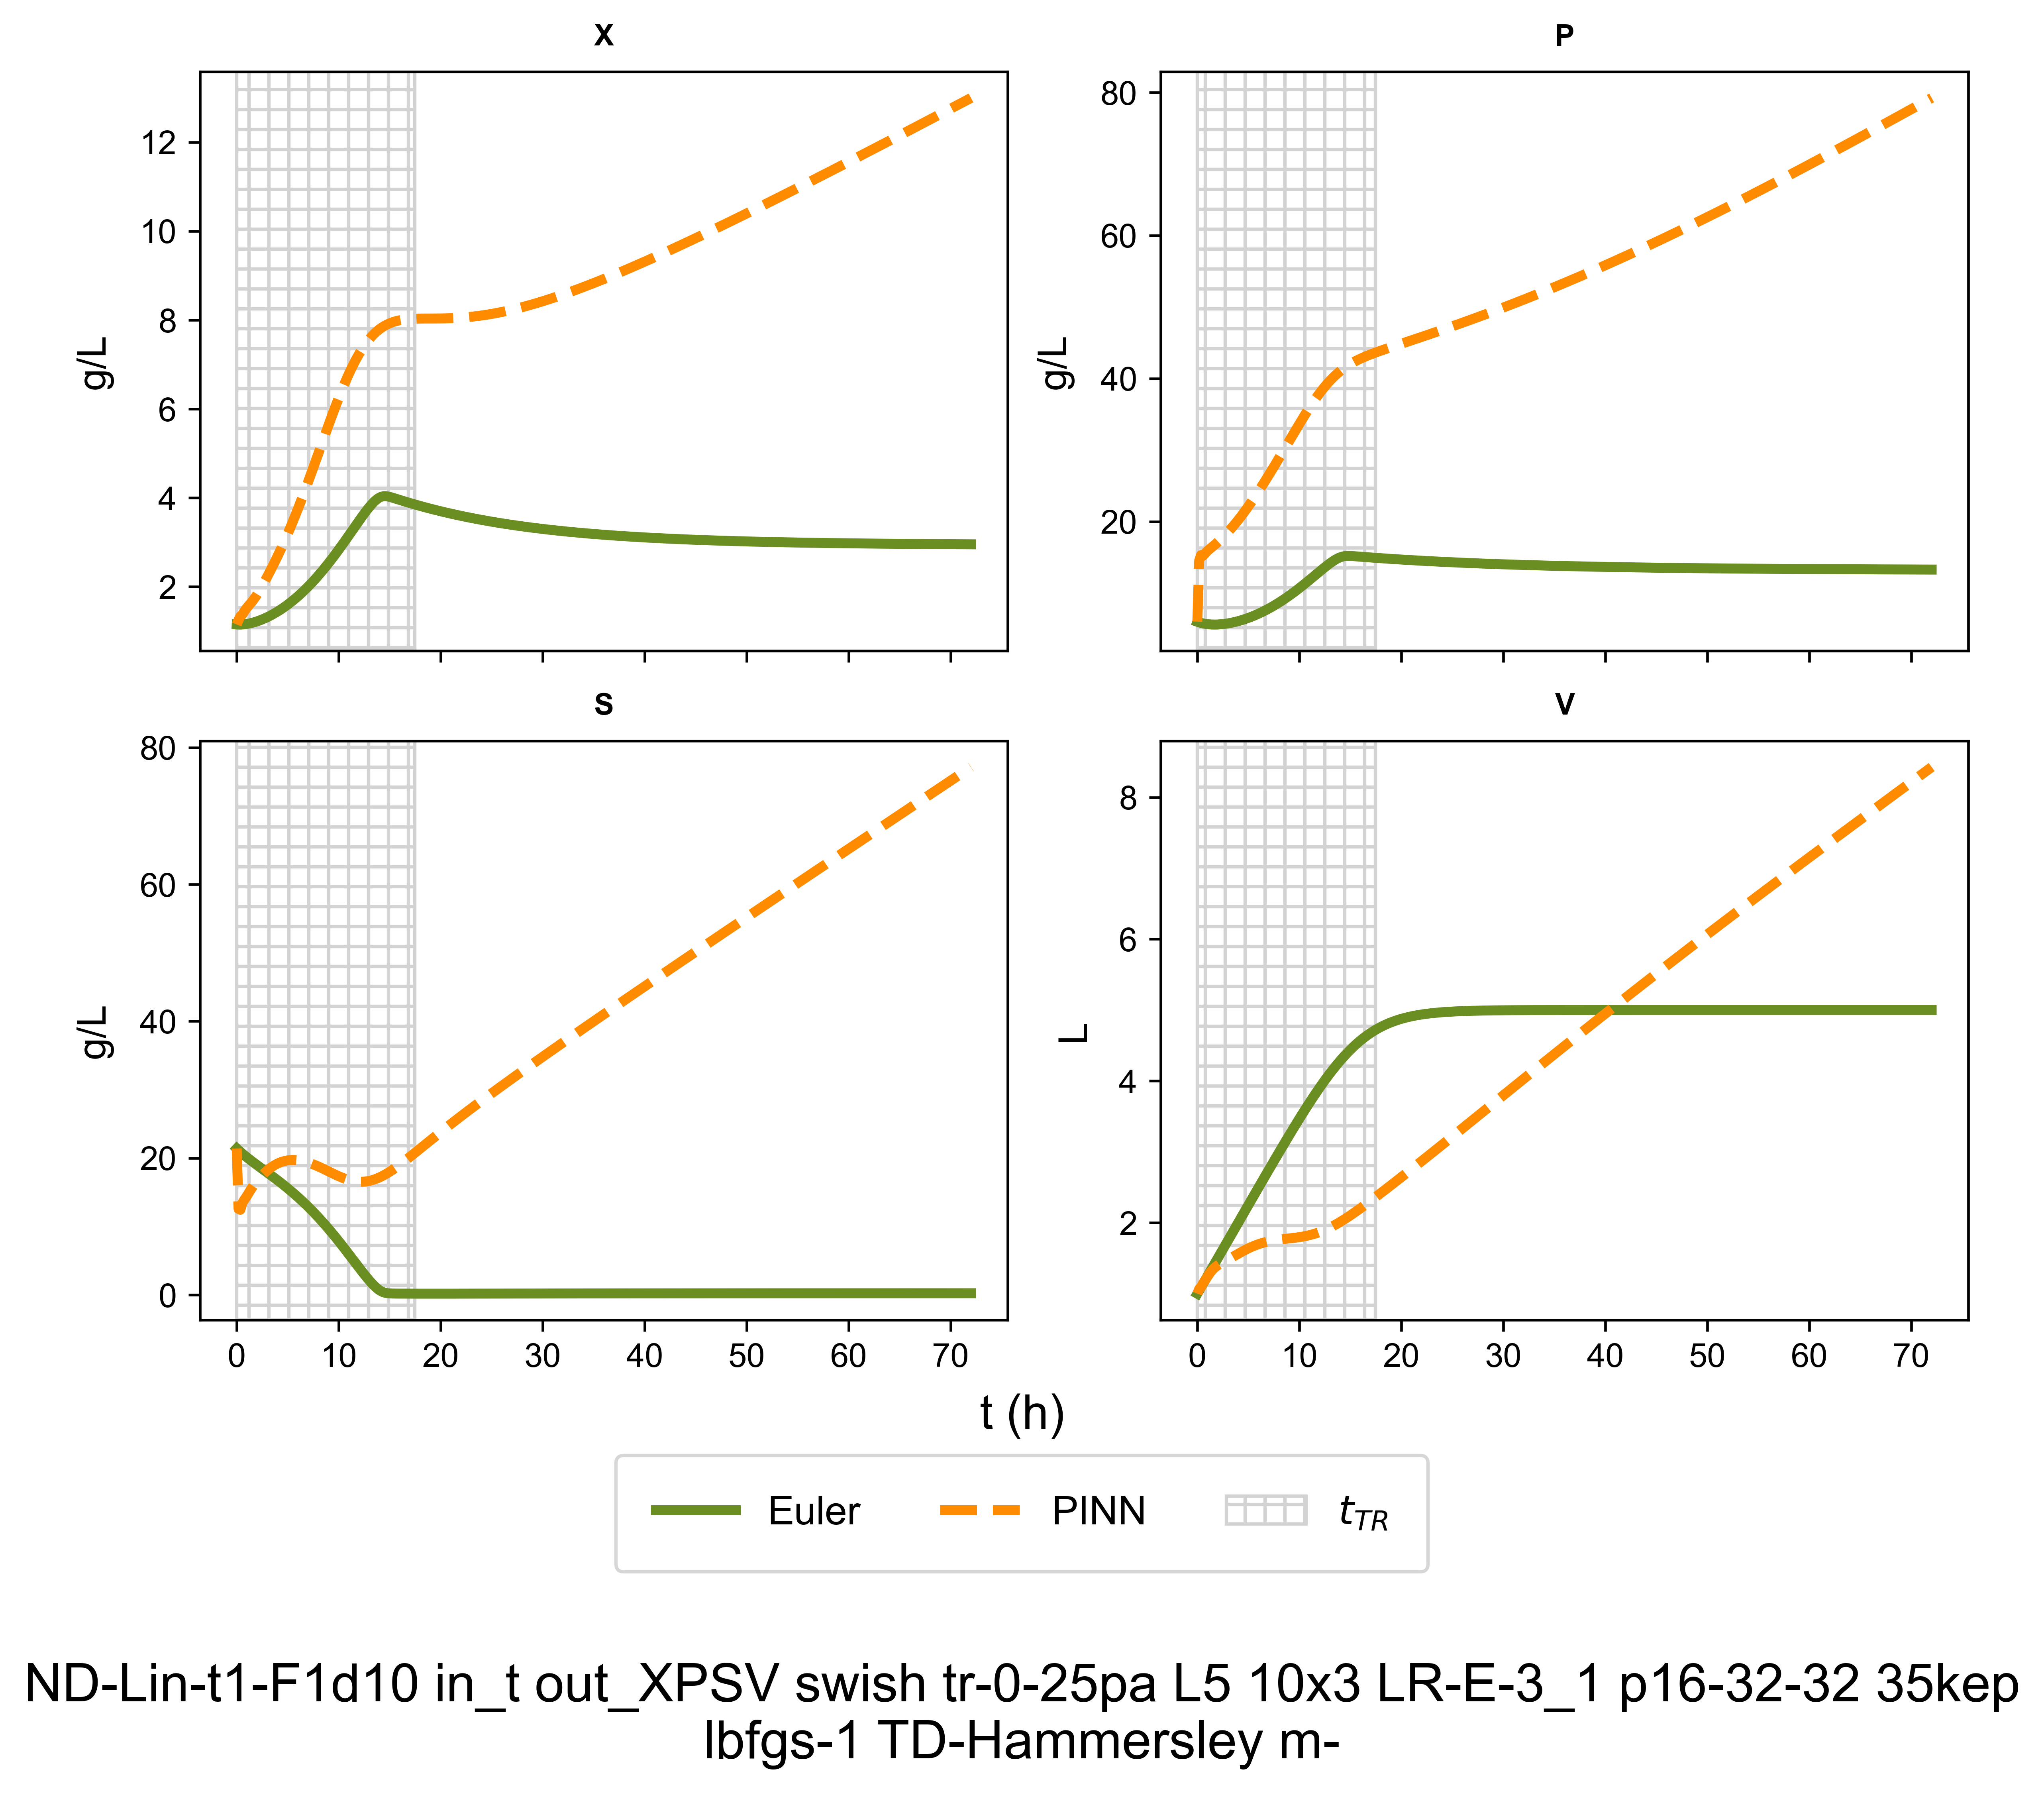 X
P
12
10
8
6
4
2
g/L
80
60
40
20
g/L
S
V
80
60
40
20
0
g/L
8
6
4
2
L
0 10 20 30 40 50 60 70
0 10 20 30 40 50 60 70
t (h)
Euler PINN t_TR
ND-Lin-t1-F1d10 in_t out_XPSV swish tr-0-25pa L5 10x3 LR-E-3_1 p16-32-32 35kep
lbfgs-1 TD-Hammersley m-